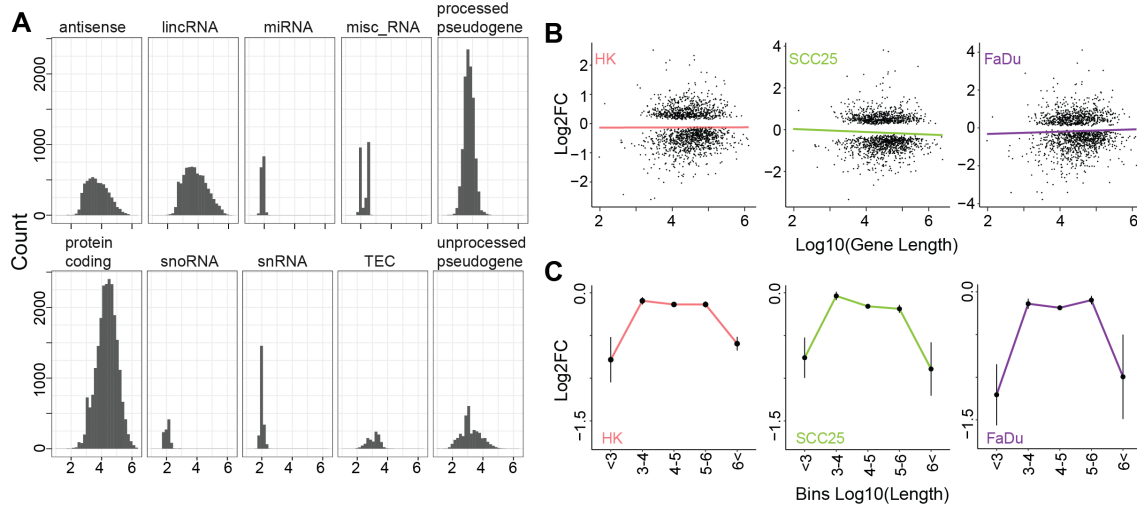 A
antisense
lincRNA
miRNA
misc_RNA
processed
pseudogene
Count
0
1000
2000
protein
coding
snoRNA
snRNA
TEC
unprocessed
pseudogene
0
1000
2000
2 4 6 2 4 6 2 4 6 2 4 6 2 4 6
B
HK
SCC25
FaDu
Log2FC
2
1
0
−1
−2
4
2
0
−2
4
2
0
−2
−4
2 4 6 2 4 6 2 4 6
Log10(Gene Length)
C
Log2FC
0.0
−1.5
0.0
−1.5
0.0
−1.5
HK
SCC25
FaDu
<3 3-4 4-5 5-6 6< <3 3-4 4-5 5-6 6< <3 3-4 4-5 5-6 6<
Bins Log10(Length)